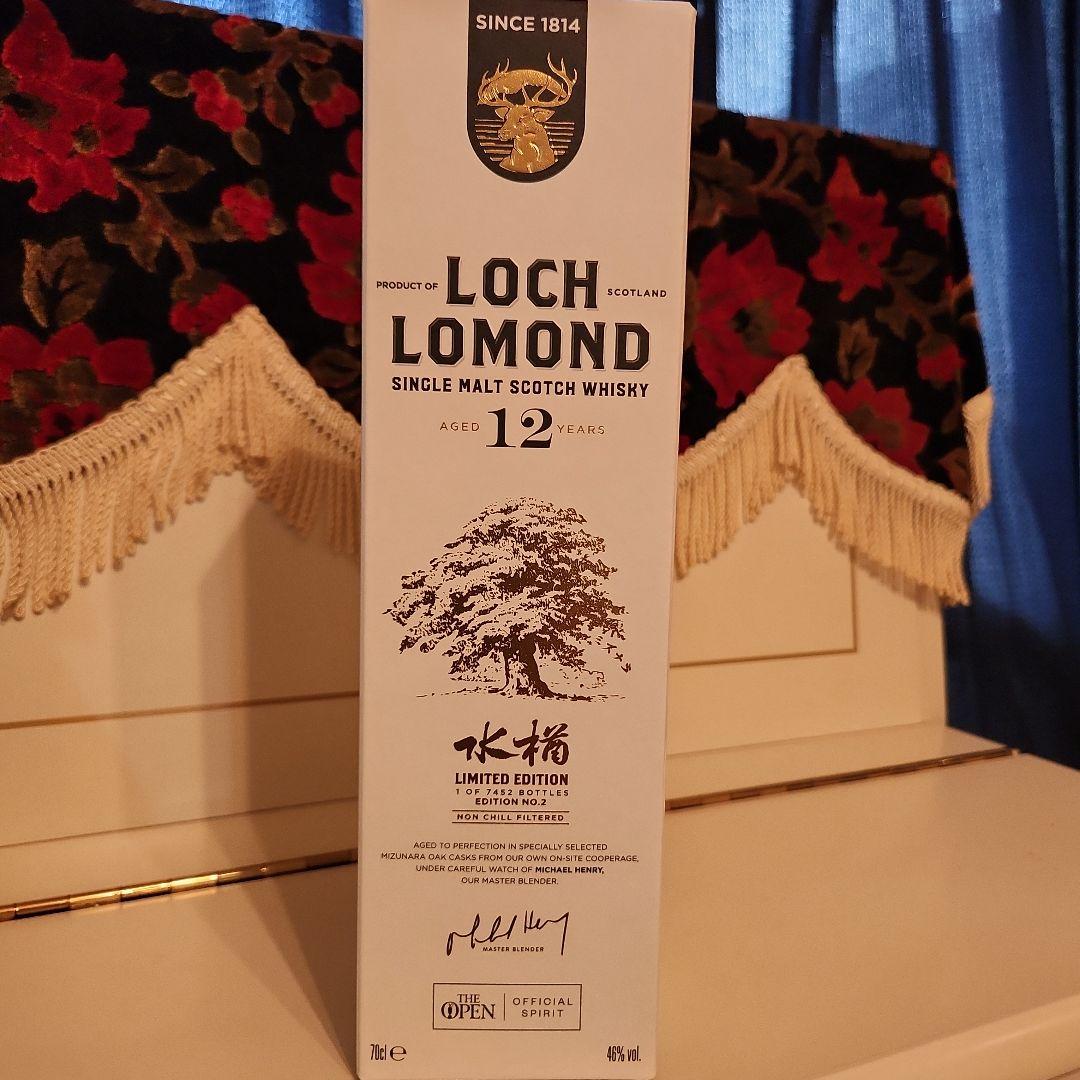 SINCE 1814
PRODUCT OF LOCH SCOTLAND
LOMOND
SINGLE MALT SCOTCH WHISKY
AGED 12 YEARS
水楢
LIMITED EDITION
1 OF 7452 BOTTLES
EDITION NO.2
NON CHILL FILTERED
AGED TO PERFECTION IN SPECIALLY SELECTED
MIZUNARA OAK CASKS FROM OUR OWN ON-SITE COOPERAGE,
UNDER CAREFUL WATCH OF MICHAEL HENRY,
OUR MASTER BLENDER.
MASTER BLENDER
THE OPEN OFFICIAL SPIRIT
70cl ℮ 46% vol.